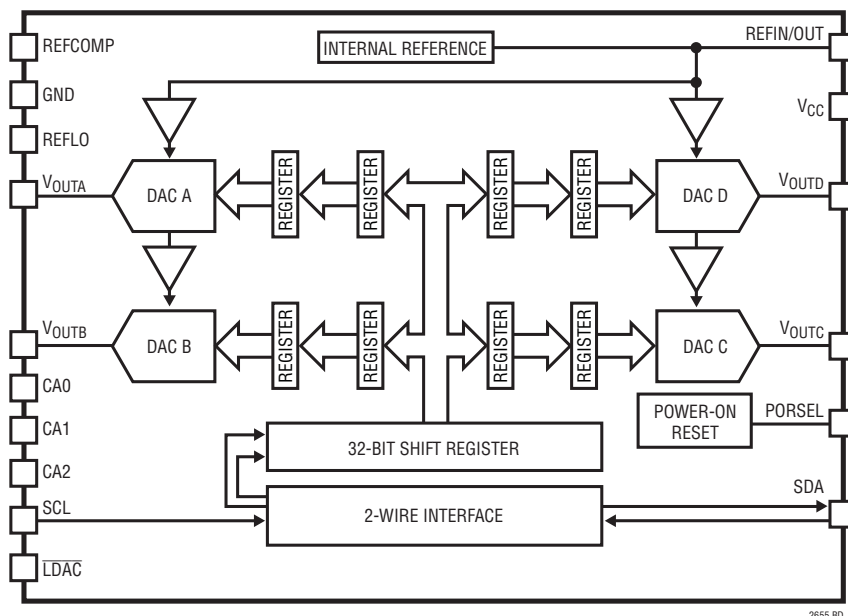 REFCOMP
INTERNAL REFERENCE
REFIN/OUT
GND
VCC
REFLO
VOUTA
DAC A
REGISTER
REGISTER
REGISTER
REGISTER
DAC D
VOUTD
VOUTB
DAC B
REGISTER
REGISTER
REGISTER
REGISTER
DAC C
VOUTC
CA0
CA1
CA2
POWER-ON
RESET
PORSEL
32-BIT SHIFT REGISTER
SCL
2-WIRE INTERFACE
SDA
LDAC
2655 BD